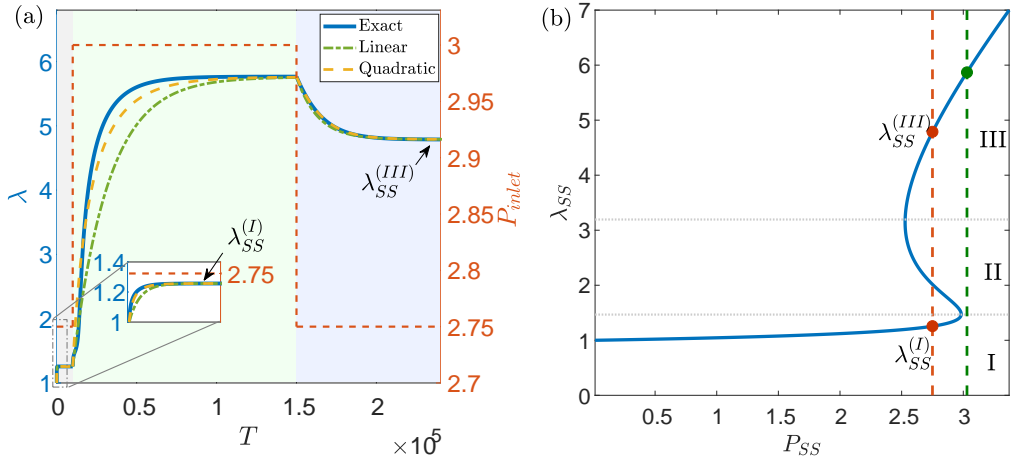 (a)
Exact
Linear
Quadratic
6
5
4
3
2
1
λ
3
2.95
2.9
2.85
2.8
2.75
2.7
P_inlet
λ_SS^(III)
λ_SS^(I)
1.4
1.2
1
2.75
0 0.5 1 1.5 2
T
×10^5
(b)
7
6
5
4
3
2
1
0
λ_SS
λ_SS^(III)
III
II
λ_SS^(I)
I
0.5 1 1.5 2 2.5 3
P_SS